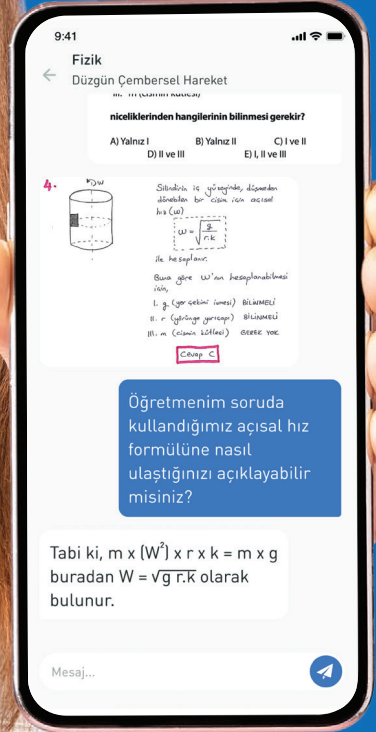 9:41
Fizik
Düzgün Çembersel Hareket
III. m (cismin kütlesi)
niceliklerinden hangilerinin bilinmesi gerekir?
A) Yalnız I B) Yalnız II C) I ve II
D) II ve III E) I, II ve III
4.
w
Silindirin iç yüzeyinde, düşmeden
dönebilen bir cisim için açısal
hız (w)
w = √g/r.k
ile hesaplanır.
Buna göre w'nın hesaplanabilmesi
için,
I. g (yer çekimi ivmesi) BİLİNMELİ
II. r (yörünge yarıçapı) BİLİNMELİ
III. m (cismin kütlesi) GEREK YOK
Cevap C
Öğretmenim soruda
kullandığımız açısal hız
formülüne nasıl
ulaştığınızı açıklayabilir
misiniz?
Tabi ki, m x (W²) x r x k = m x g
buradan W = √g r.k olarak
bulunur.
Mesaj...